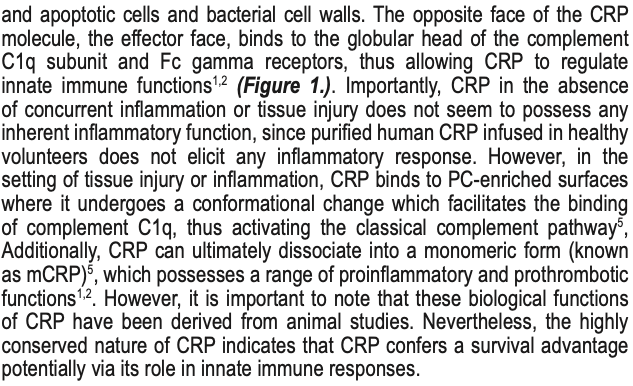 and apoptotic cells and bacterial cell walls. The opposite face of the CRP
molecule, the effector face, binds to the globular head of the complement
C1q subunit and Fc gamma receptors, thus allowing CRP to regulate
innate immune functions1,2 (Figure 1.). Importantly, CRP in the absence
of concurrent inflammation or tissue injury does not seem to possess any
inherent inflammatory function, since purified human CRP infused in healthy
volunteers does not elicit any inflammatory response. However, in the
setting of tissue injury or inflammation, CRP binds to PC-enriched surfaces
where it undergoes a conformational change which facilitates the binding
of complement C1q, thus activating the classical complement pathway5,
Additionally, CRP can ultimately dissociate into a monomeric form (known
as mCRP)5, which possesses a range of proinflammatory and prothrombotic
functions1,2. However, it is important to note that these biological functions
of CRP have been derived from animal studies. Nevertheless, the highly
conserved nature of CRP indicates that CRP confers a survival advantage
potentially via its role in innate immune responses.